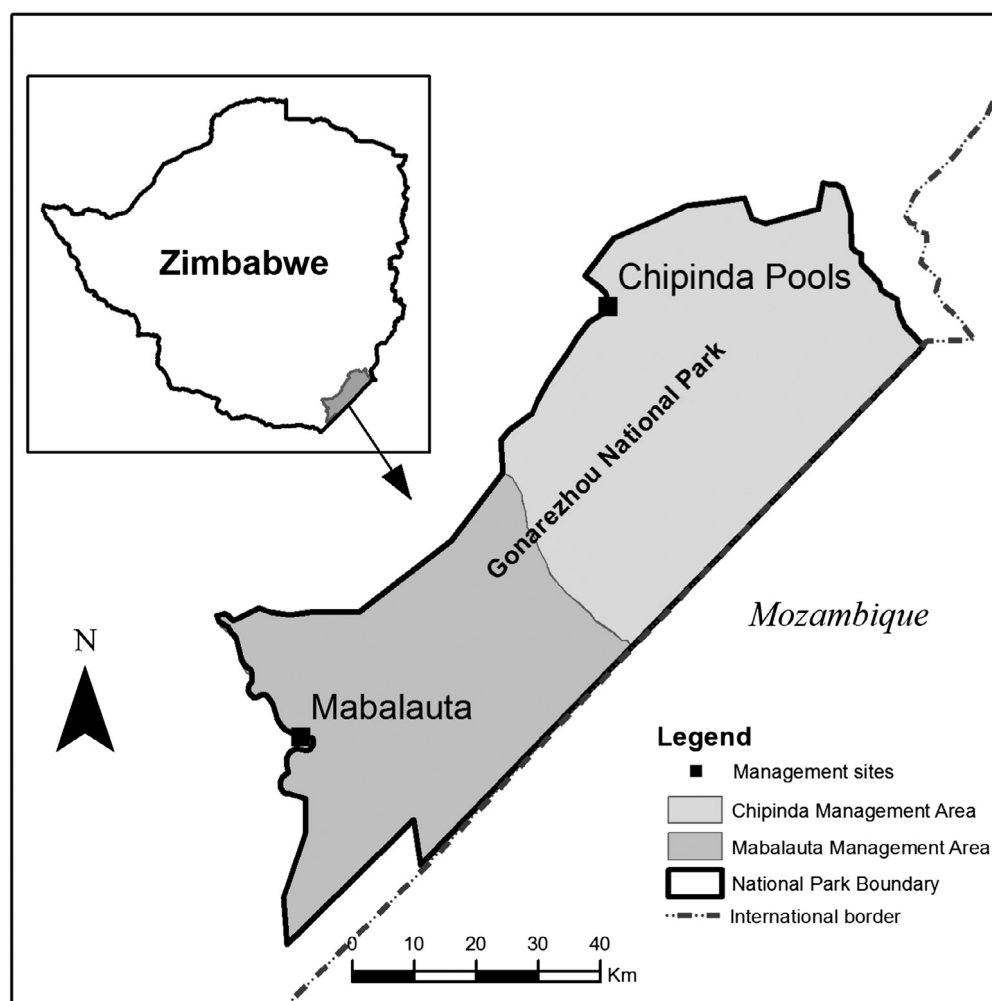 Zimbabwe
Chipinda Pools
Gonarezhou National Park
Mozambique
N
Mabalauta
Legend
Management sites
Chipinda Management Area
Mabalauta Management Area
National Park Boundary
International border
0 10 20 30 40
Km